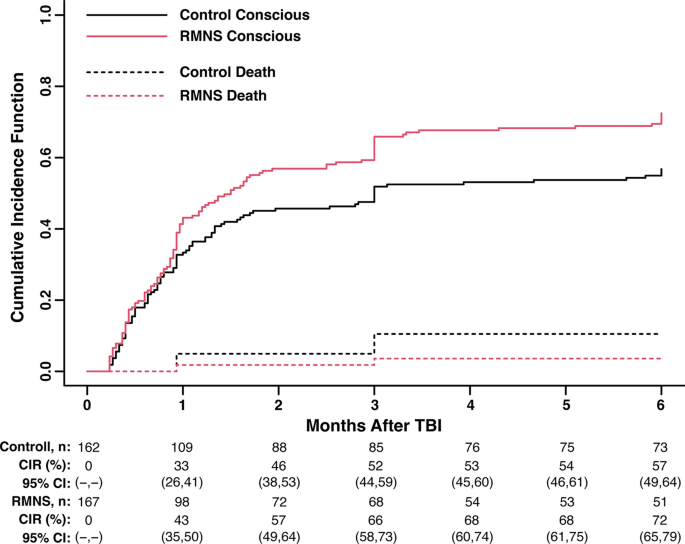 Control Conscious
RMNS Conscious
Control Death
RMNS Death
Cumulative Incidence Function
1.0
0.8
0.6
0.4
0.2
0.0
0 1 2 3 4 5 6
Months After TBI
Controll, n: 162 109 88 85 76 75 73
CIR (%): 0 33 46 52 53 54 57
95% CI: (–,–) (26,41) (38,53) (44,59) (45,60) (46,61) (49,64)
RMNS, n: 167 98 72 68 54 53 51
CIR (%): 0 43 57 66 68 68 72
95% CI: (–,–) (35,50) (49,64) (58,73) (60,74) (61,75) (65,79)